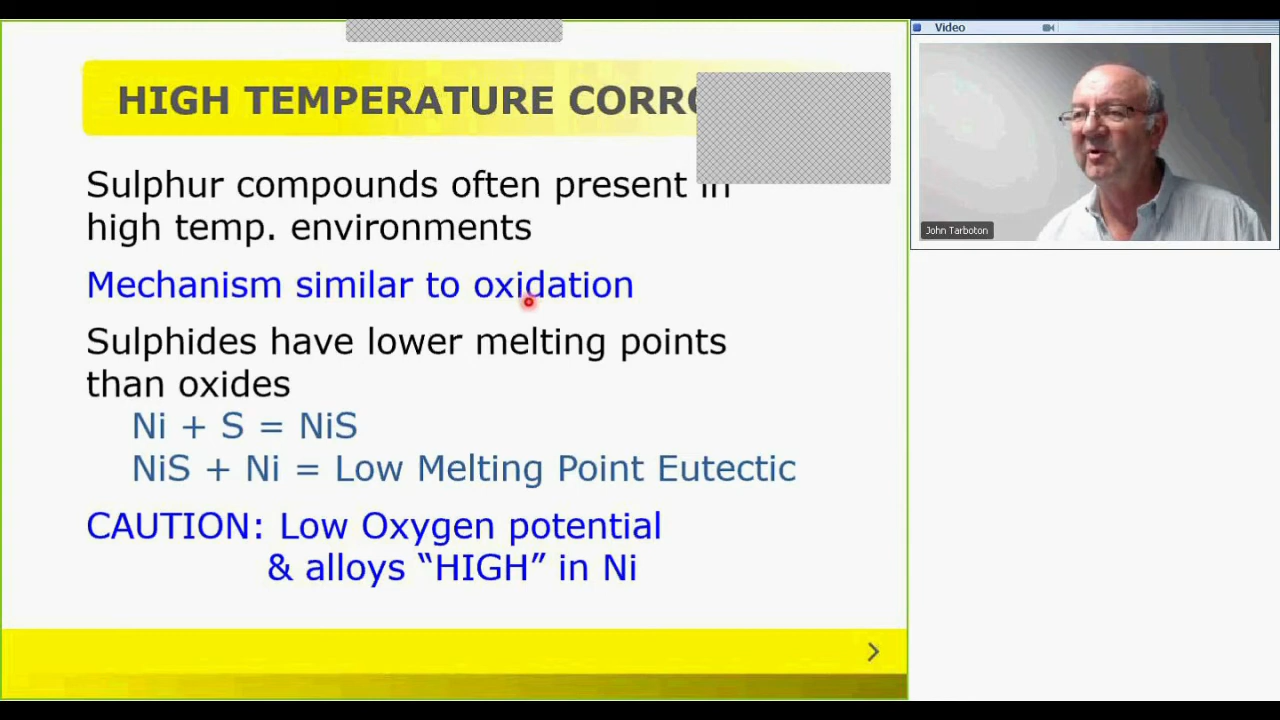 HIGH TEMPERATURE
Sulphur compounds often present in
high temp. environments
Mechanism similar to oxidation
Sulphides have lower melting points
than oxides
Ni + S = NiS
NiS + Ni = Low Melting Point Eutectic
CAUTION: Low Oxygen potential
& alloys “HIGH” in Ni
Video
John Tarboton